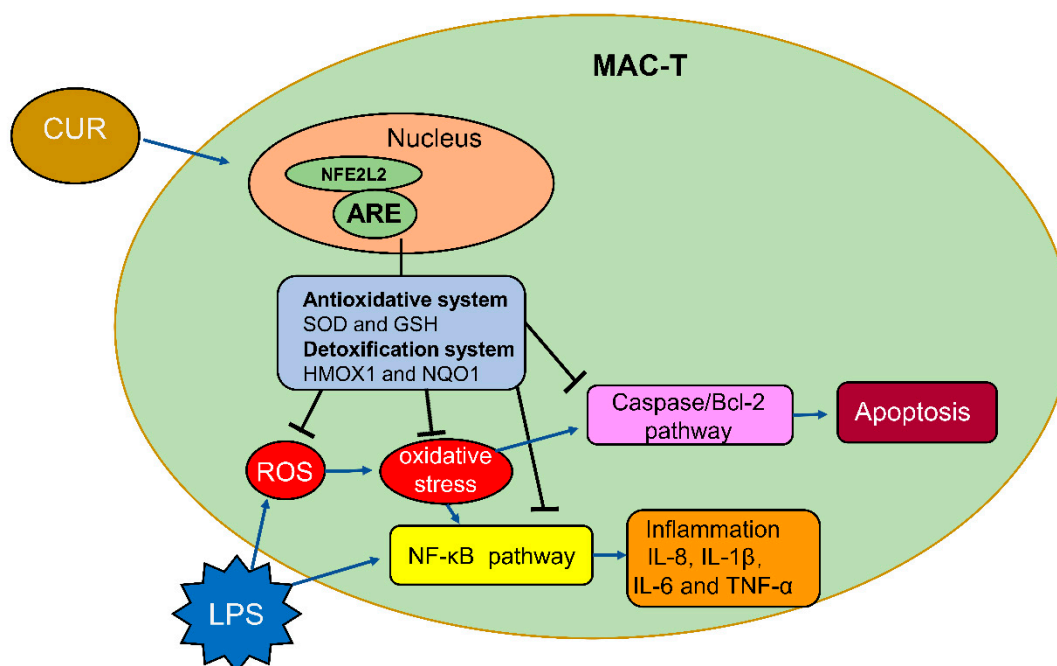 MAC-T
CUR
Nucleus
NFE2L2
ARE
Antioxidative system
SOD and GSH
Detoxification system
HMOX1 and NQO1
Caspase/Bcl-2
pathway
Apoptosis
ROS
oxidative
stress
NF-κB pathway
Inflammation
IL-8, IL-1β,
IL-6 and TNF-α
LPS